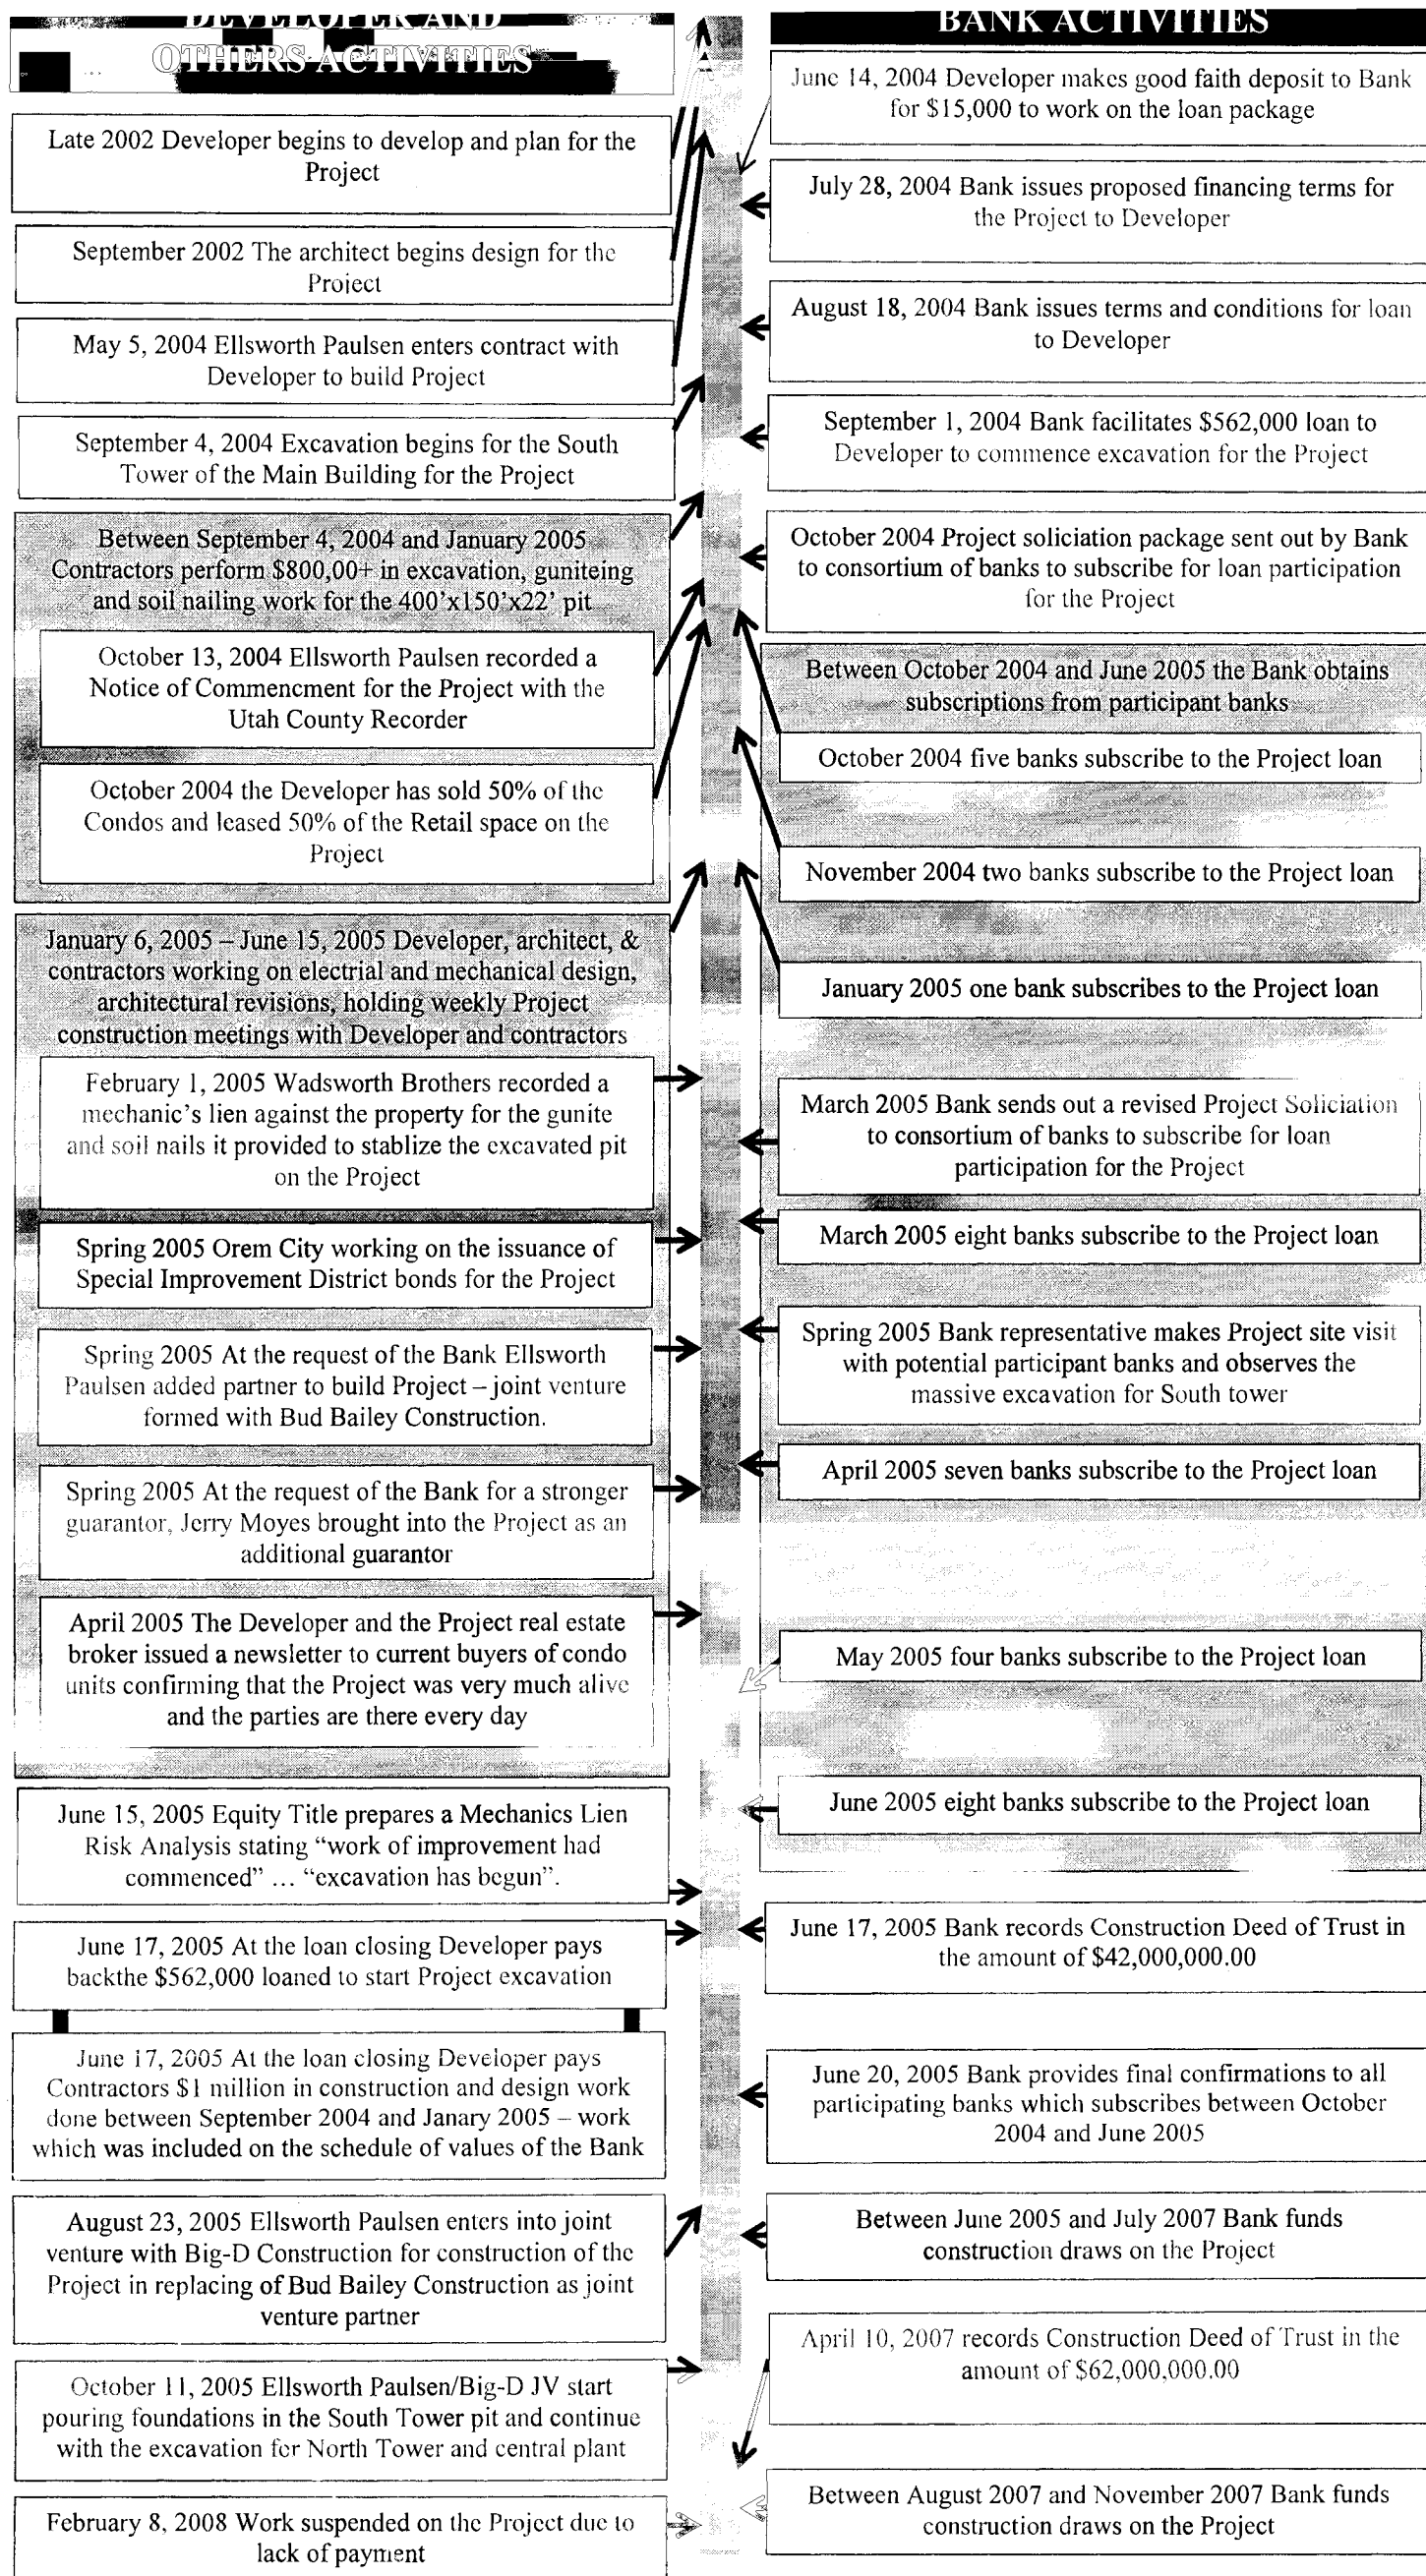 DEVELOPER AND
OTHERS ACTIVITIES
Late 2002 Developer begins to develop and plan for the
Project
September 2002 The architect begins design for the
Project
May 5, 2004 Ellsworth Paulsen enters contract with
Developer to build Project
September 4, 2004 Excavation begins for the South
Tower of the Main Building for the Project
Between September 4, 2004 and January 2005
Contractors perform $800,00+ in excavation, guniteing
and soil nailing work for the 400'x150'x22' pit
October 13, 2004 Ellsworth Paulsen recorded a
Notice of Commencment for the Project with the
Utah County Recorder
October 2004 the Developer has sold 50% of the
Condos and leased 50% of the Retail space on the
Project
January 6, 2005 – June 15, 2005 Developer, architect, &
contractors working on electrial and mechanical design,
architectural revisions, holding weekly Project
construction meetings with Developer and contractors
February 1, 2005 Wadsworth Brothers recorded a
mechanic's lien against the property for the gunite
and soil nails it provided to stablize the excavated pit
on the Project
Spring 2005 Orem City working on the issuance of
Special Improvement District bonds for the Project
Spring 2005 At the request of the Bank Ellsworth
Paulsen added partner to build Project – joint venture
formed with Bud Bailey Construction.
Spring 2005 At the request of the Bank for a stronger
guarantor, Jerry Moyes brought into the Project as an
additional guarantor
April 2005 The Developer and the Project real estate
broker issued a newsletter to current buyers of condo
units confirming that the Project was very much alive
and the parties are there every day
June 15, 2005 Equity Title prepares a Mechanics Lien
Risk Analysis stating "work of improvement had
commenced" ... "excavation has begun".
June 17, 2005 At the loan closing Developer pays
backthe $562,000 loaned to start Project excavation
June 17, 2005 At the loan closing Developer pays
Contractors $1 million in construction and design work
done between September 2004 and Janary 2005 – work
which was included on the schedule of values of the Bank
August 23, 2005 Ellsworth Paulsen enters into joint
venture with Big-D Construction for construction of the
Project in replacing of Bud Bailey Construction as joint
venture partner
October 11, 2005 Ellsworth Paulsen/Big-D JV start
pouring foundations in the South Tower pit and continue
with the excavation for North Tower and central plant
February 8, 2008 Work suspended on the Project due to
lack of payment
BANK ACTIVITIES
June 14, 2004 Developer makes good faith deposit to Bank
for $15,000 to work on the loan package
July 28, 2004 Bank issues proposed financing terms for
the Project to Developer
August 18, 2004 Bank issues terms and conditions for loan
to Developer
September 1, 2004 Bank facilitates $562,000 loan to
Developer to commence excavation for the Project
October 2004 Project soliciation package sent out by Bank
to consortium of banks to subscribe for loan participation
for the Project
Between October 2004 and June 2005 the Bank obtains
subscriptions from participant banks
October 2004 five banks subscribe to the Project loan
November 2004 two banks subscribe to the Project loan
January 2005 one bank subscribes to the Project loan
March 2005 Bank sends out a revised Project Soliciation
to consortium of banks to subscribe for loan
participation for the Project
March 2005 eight banks subscribe to the Project loan
Spring 2005 Bank representative makes Project site visit
with potential participant banks and observes the
massive excavation for South tower
April 2005 seven banks subscribe to the Project loan
May 2005 four banks subscribe to the Project loan
June 2005 eight banks subscribe to the Project loan
June 17, 2005 Bank records Construction Deed of Trust in
the amount of $42,000,000.00
June 20, 2005 Bank provides final confirmations to all
participating banks which subscribes between October
2004 and June 2005
Between June 2005 and July 2007 Bank funds
construction draws on the Project
April 10, 2007 records Construction Deed of Trust in the
amount of $62,000,000.00
Between August 2007 and November 2007 Bank funds
construction draws on the Project